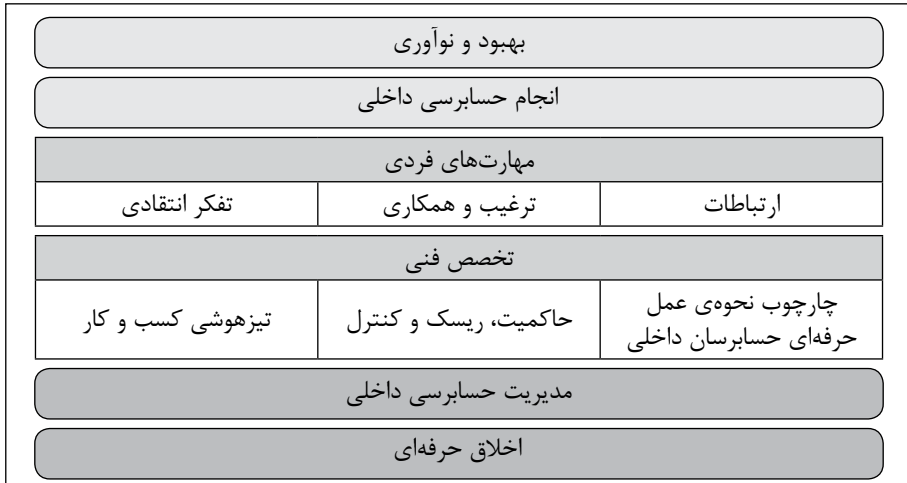 بهبود و نوآوری
انجام حسابرسی داخلی
مهارت‌های فردی
ارتباطات
ترغیب و همکاری
تفکر انتقادی
تخصص فنی
چارچوب نحوه‌ی عمل
حرفه‌ای حسابرسان داخلی
حاکمیت، ریسک و کنترل
تیزهوشی کسب و کار
مدیریت حسابرسی داخلی
اخلاق حرفه‌ای